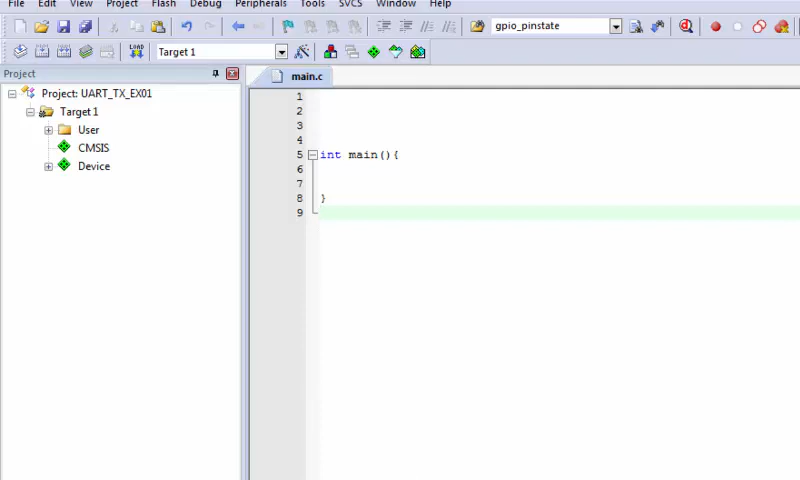 File Edit View Project Flash Debug Peripherals Tools SVCS Window Help
gpio_pinstate
LOAD Target 1
Project
main.c
Project: UART_TX_EX01
Target 1
User
CMSIS
Device
1
2
3
4
5 int main(){
6
7
8 }
9